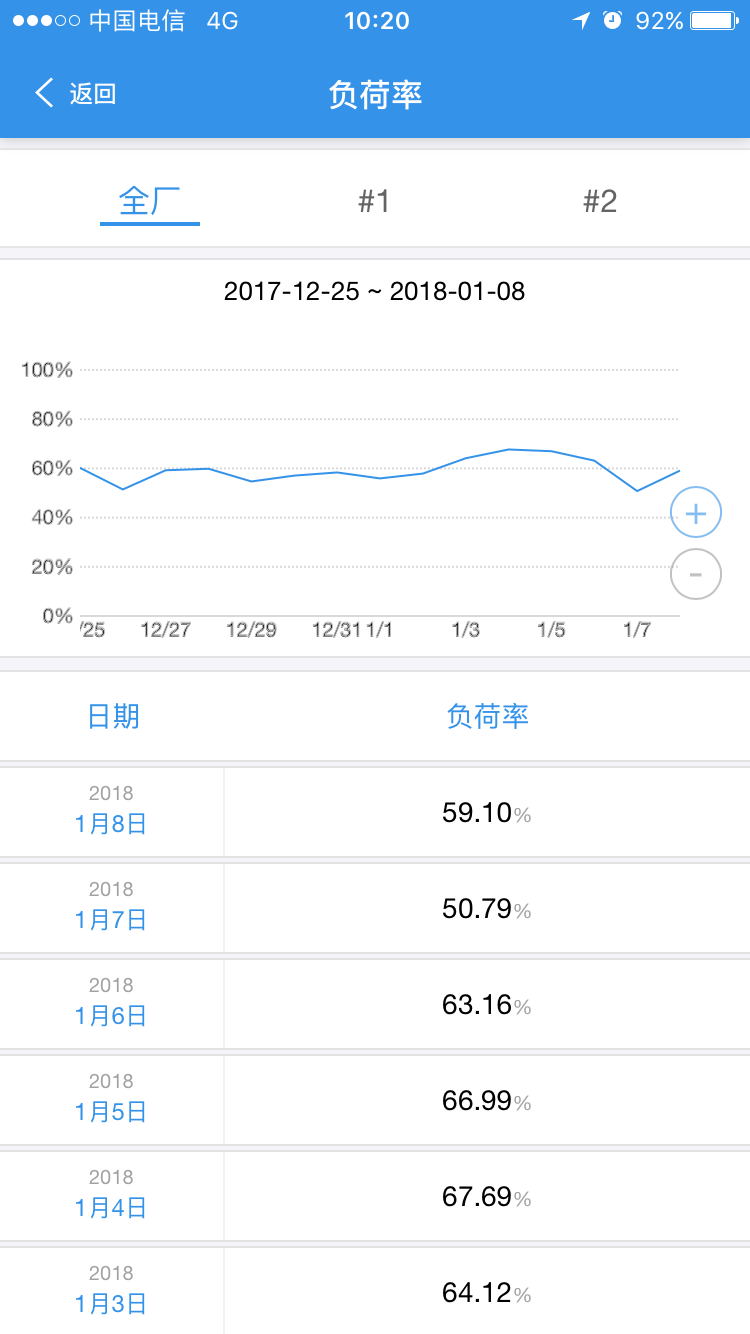 中国电信 4G 10:20 92%
返回 负荷率
全厂 #1 #2
2017-12-25 ~ 2018-01-08
100%
80%
60%
40%
20%
0%
/25 12/27 12/29 12/31 1/1 1/3 1/5 1/7
+
-
日期 负荷率
2018
1月8日
59.10%
2018
1月7日
50.79%
2018
1月6日
63.16%
2018
1月5日
66.99%
2018
1月4日
67.69%
2018
1月3日
64.12%